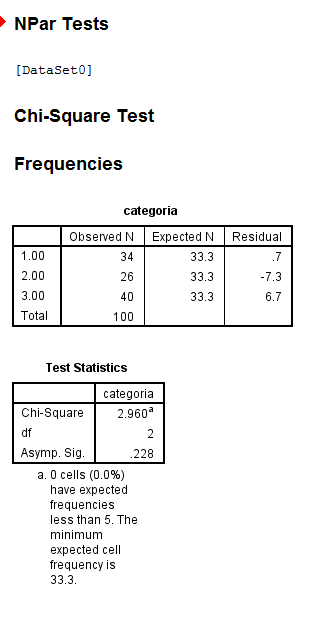 NPar Tests
[DataSet0]
Chi-Square Test
Frequencies
categoria
Observed N Expected N Residual
1.00 34 33.3 .7
2.00 26 33.3 -7.3
3.00 40 33.3 6.7
Total 100
Test Statistics
categoria
Chi-Square 2.960a
df 2
Asymp. Sig. .228
a. 0 cells (0.0%)
have expected
frequencies
less than 5. The
minimum
expected cell
frequency is
33.3.